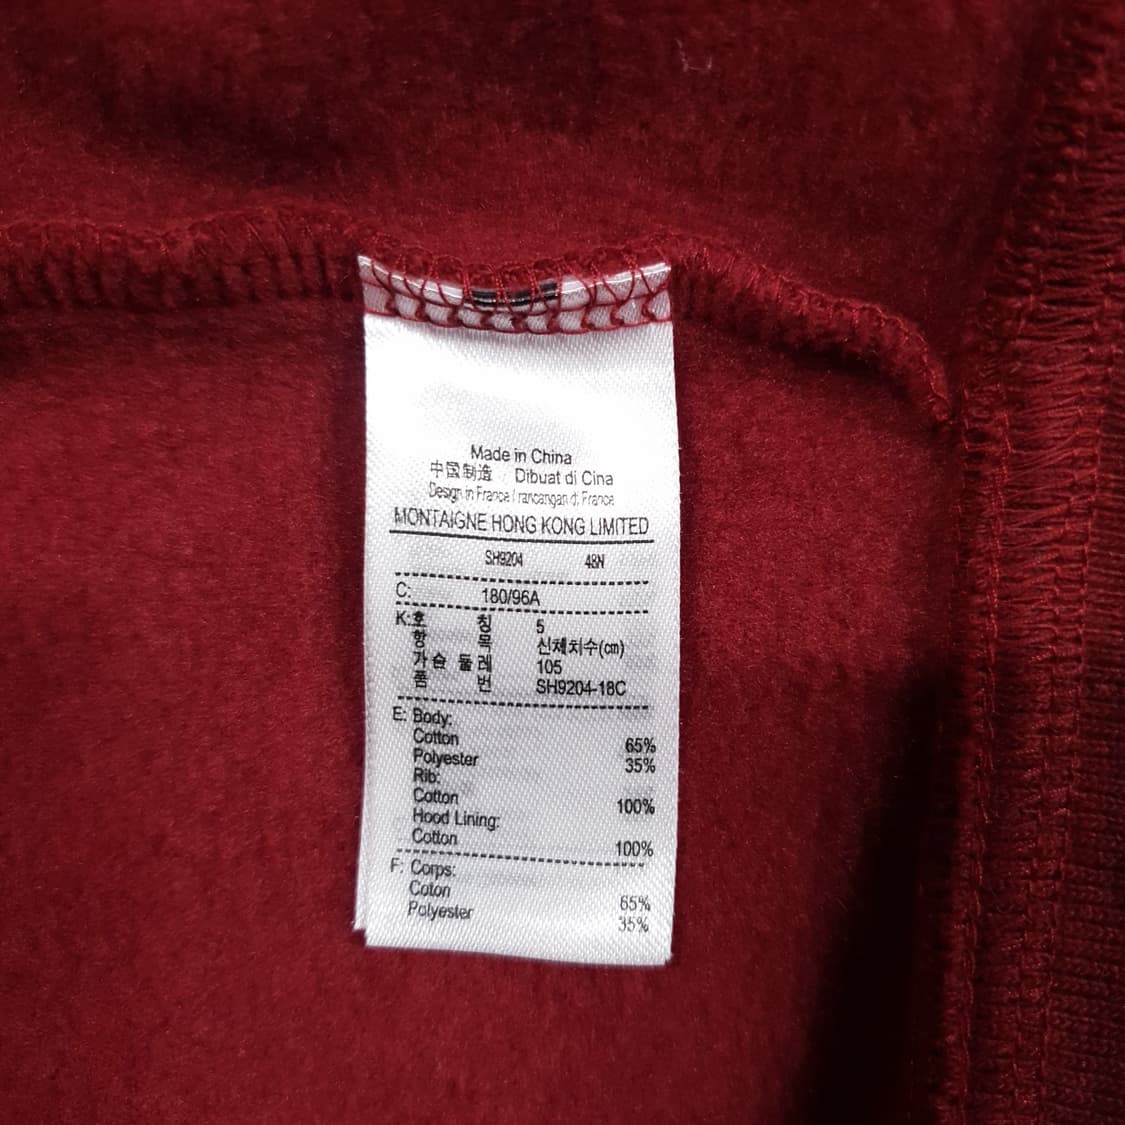 Made in China
中国制造 / Dibuat di Cina
Design in France / rancangan di France
MONTAIGNE HONG KONG LIMITED
SH9204 48N
C: 180/96A
K:호 칭 5
항 목 신체치수(cm)
가슴 둘레 105
품 번 SH9204-18C
E: Body:
Cotton 65%
Polyester 35%
Rib:
Cotton 100%
Hood Lining:
Cotton 100%
F: Corps:
Coton 65%
Polyester 35%